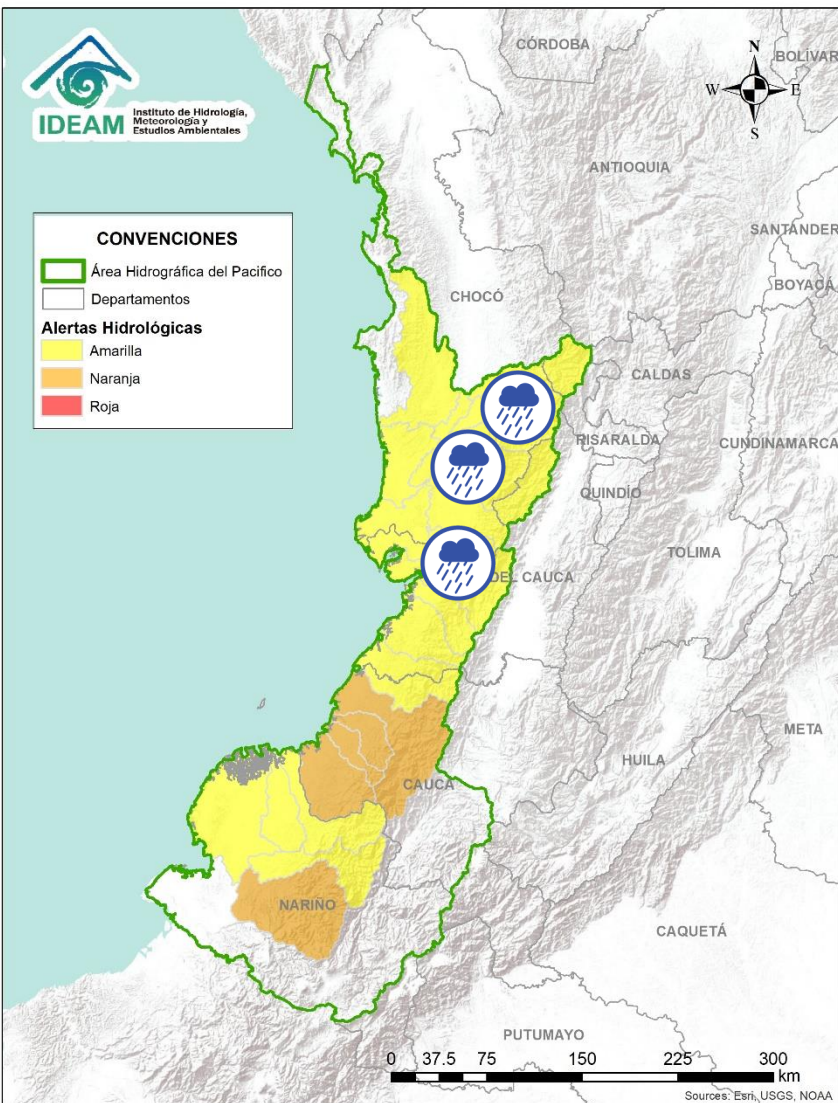 IDEAM
Instituto de Hidrología,
Meteorología y
Estudios Ambientales
CÓRDOBA
BOLÍVAR
N
W
E
S
ANTIOQUIA
SANTANDER
BOYACÁ
CONVENCIONES
Área Hidrográfica del Pacifico
Departamentos
Alertas Hidrológicas
Amarilla
Naranja
Roja
CHOCÓ
CALDAS
RISARALDA
CUNDINAMARCA
QUINDÍO
TOLIMA
DEL CAUCA
META
HUILA
CAUCA
NARIÑO
CAQUETÁ
PUTUMAYO
0 37.5 75 150 225 300
km
Sources: Esri, USGS, NOAA